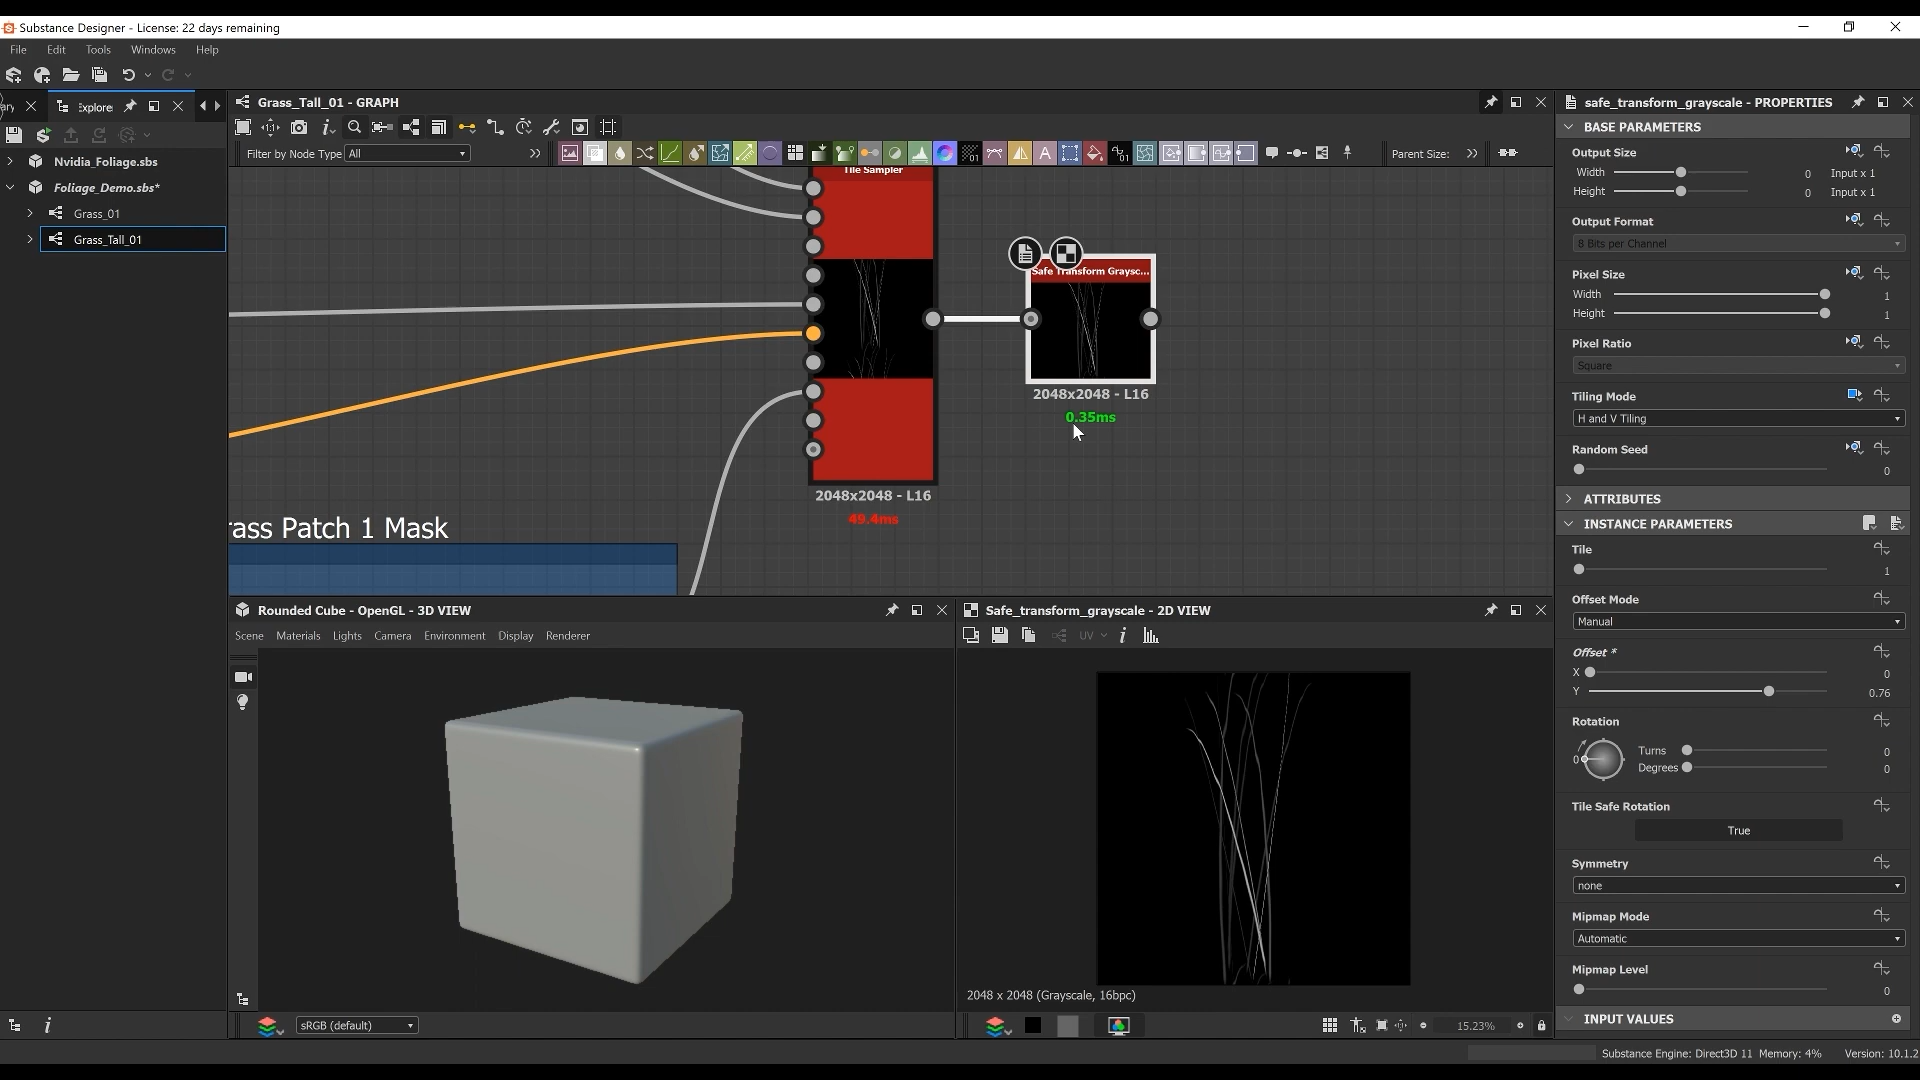 Substance Designer - License: 22 days remaining
File Edit Tools Windows Help
ary Explore
Grass_Tall_01 - GRAPH
safe_transform_grayscale - PROPERTIES
Filter by Node Type All
Parent Size:
Nvidia_Foliage.sbs
Foliage_Demo.sbs*
Grass_01
Grass_Tall_01
Tile Sampler
2048x2048 - L16
49.4ms
Safe Transform Graysc...
2048x2048 - L16
0.35ms
rass Patch 1 Mask
BASE PARAMETERS
Output Size
Width 0 Input x 1
Height 0 Input x 1
Output Format
8 Bits per Channel
Pixel Size
Width 1
Height 1
Pixel Ratio
Square
Tiling Mode
H and V Tiling
Random Seed
0
ATTRIBUTES
INSTANCE PARAMETERS
Tile
1
Offset Mode
Manual
Offset *
X 0
Y 0.76
Rotation
0 Turns 0
Degrees 0
Tile Safe Rotation
True
Symmetry
none
Mipmap Mode
Automatic
Mipmap Level
0
INPUT VALUES
Rounded Cube - OpenGL - 3D VIEW
Scene Materials Lights Camera Environment Display Renderer
sRGB (default)
Safe_transform_grayscale - 2D VIEW
UV
2048 x 2048 (Grayscale, 16bpc)
15.23%
Substance Engine: Direct3D 11 Memory: 4% Version: 10.1.2